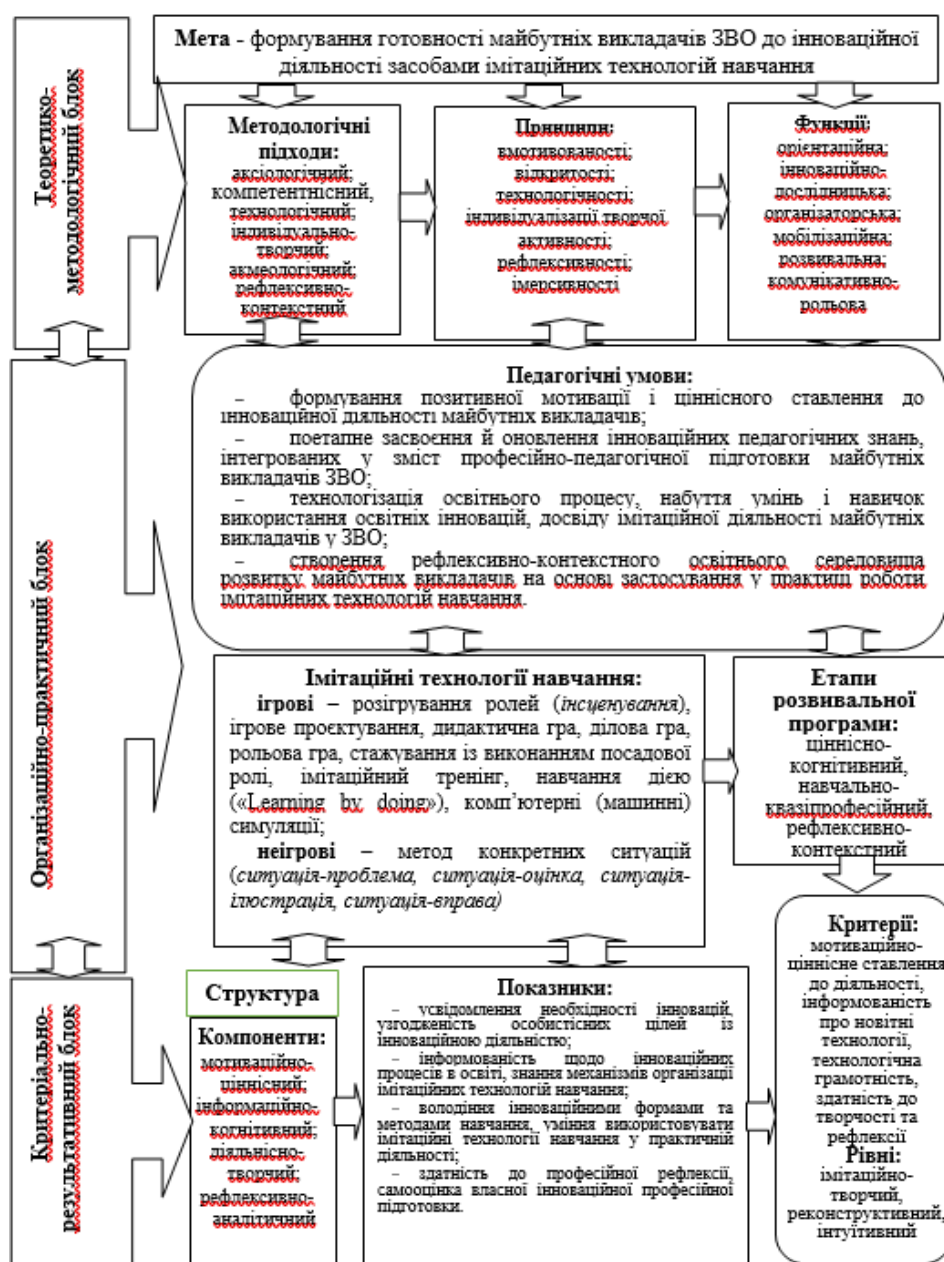 Мета - формування готовності майбутніх викладачів ЗВО до інноваційної
діяльності засобами імітаційних технологій навчання
Теоретико-
методологічний блок
Методологічні
підходи:
аксіологічний;
компетентнісний,
технологічний;
індивідуально-
творчий;
акмеологічний;
рефлексивно-
контекстний
Принципи:
вмотивованості;
відкритості;
технологічності;
індивідуалізації творчої
активності;
рефлексивності;
імерсивності
Функції:
орієнтаційна;
інноваційно-
дослідницька;
організаторська;
мобілізаційна;
розвивальна;
комунікативно-
рольова
Організаційно-практичний блок
Педагогічні умови:
– формування позитивної мотивації і ціннісного ставлення до
інноваційної діяльності майбутніх викладачів;
– поетапне засвоєння й оновлення інноваційних педагогічних знань,
інтегрованих у зміст професійно-педагогічної підготовки майбутніх
викладачів ЗВО;
– технологізація освітнього процесу, набуття умінь і навичок
використання освітніх інновацій, досвіду імітаційної діяльності майбутніх
викладачів у ЗВО;
– створення рефлексивно-контекстного освітнього середовища
розвитку майбутніх викладачів на основі застосування у практиці роботи
імітаційних технологій навчання.
Імітаційні технології навчання:
ігрові – розігрування ролей (інсценування),
ігрове проєктування, дидактична гра, ділова гра,
рольова гра, стажування із виконанням посадової
ролі, імітаційний тренінг, навчання дією
(«Learning by doing»), комп’ютерні (машинні)
симуляції;
неігрові – метод конкретних ситуацій
(ситуація-проблема, ситуація-оцінка, ситуація-
ілюстрація, ситуація-вправа)
Етапи
розвивальної
програми:
ціннісно-
когнітивний,
навчально-
квазіпрофесійний,
рефлексивно-
контекстний
Критеріально-
результативний блок
Структура
Компоненти:
мотиваційно-
ціннісний;
інформаційно-
когнітивний;
діяльнісно-
творчий;
рефлексивно-
аналітичний
Показники:
– усвідомлення необхідності інновацій,
узгодженість особистісних цілей із
інноваційною діяльністю;
– інформованість щодо інноваційних
процесів в освіті, знання механізмів організації
імітаційних технологій навчання;
– володіння інноваційними формами та
методами навчання, уміння використовувати
імітаційні технології навчання у практичній
діяльності;
– здатність до професійної рефлексії,
самооцінка власної інноваційної професійної
підготовки.
Критерії:
мотиваційно-
ціннісне ставлення
до діяльності,
інформованість
про новітні
технології,
технологічна
грамотність,
здатність до
творчості та
рефлексії
Рівні:
імітаційно-
творчий,
реконструктивний,
інтуїтивний